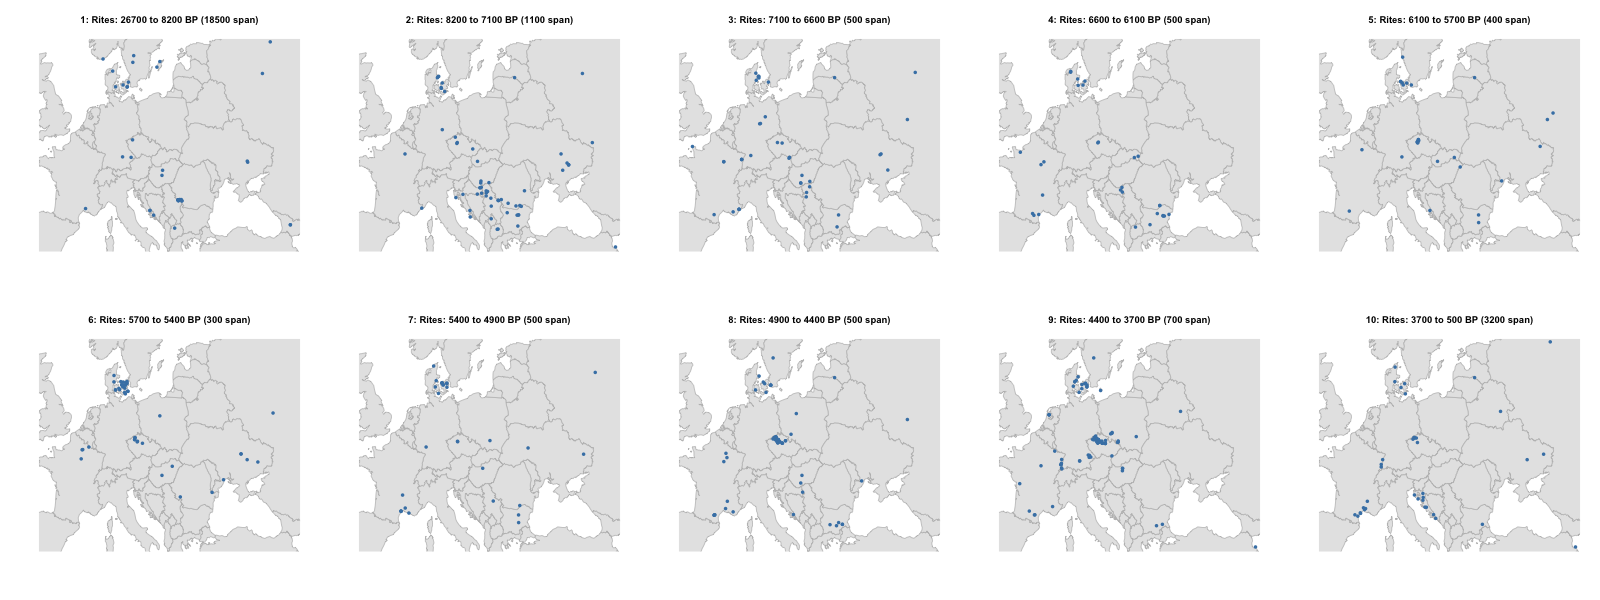 1: Rites: 26700 to 8200 BP (18500 span)
2: Rites: 8200 to 7100 BP (1100 span)
3: Rites: 7100 to 6600 BP (500 span)
4: Rites: 6600 to 6100 BP (500 span)
5: Rites: 6100 to 5700 BP (400 span)
6: Rites: 5700 to 5400 BP (300 span)
7: Rites: 5400 to 4900 BP (500 span)
8: Rites: 4900 to 4400 BP (500 span)
9: Rites: 4400 to 3700 BP (700 span)
10: Rites: 3700 to 500 BP (3200 span)